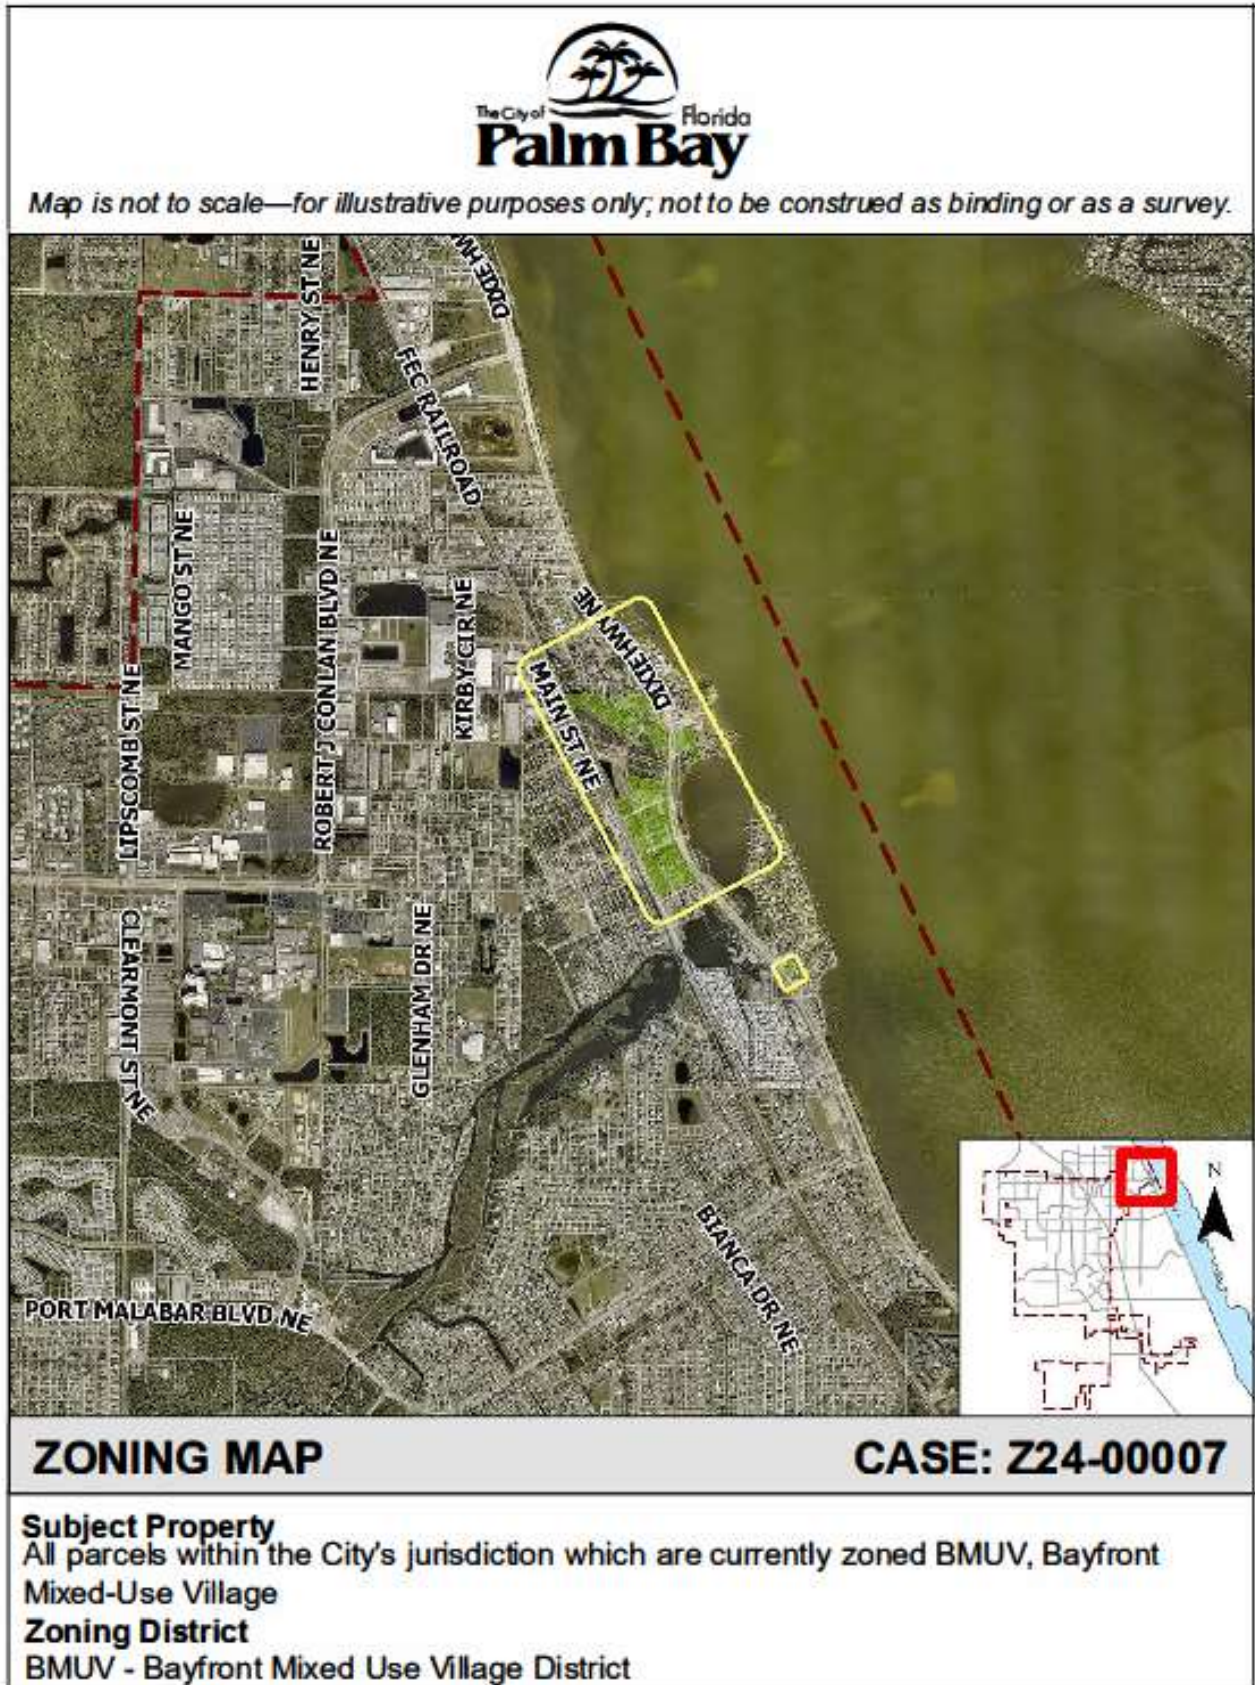 The City of Florida
Palm Bay
Map is not to scale—for illustrative purposes only; not to be construed as binding or as a survey.
DIXIE HW
HENRY ST NE
FEC RAILROAD
MANGO ST NE
ROBERT J CONLAN BLVD NE
KIRBY CIR NE
DIXIE HWY NE
MAIN ST NE
LIPSCOMB ST NE
CLEARMONT ST NE
GLENHAM DR NE
BIANCA DR NE
PORT MALABAR BLVD NE
N
ZONING MAP CASE: Z24-00007
Subject Property
All parcels within the City's jurisdiction which are currently zoned BMUV, Bayfront
Mixed-Use Village
Zoning District
BMUV - Bayfront Mixed Use Village District